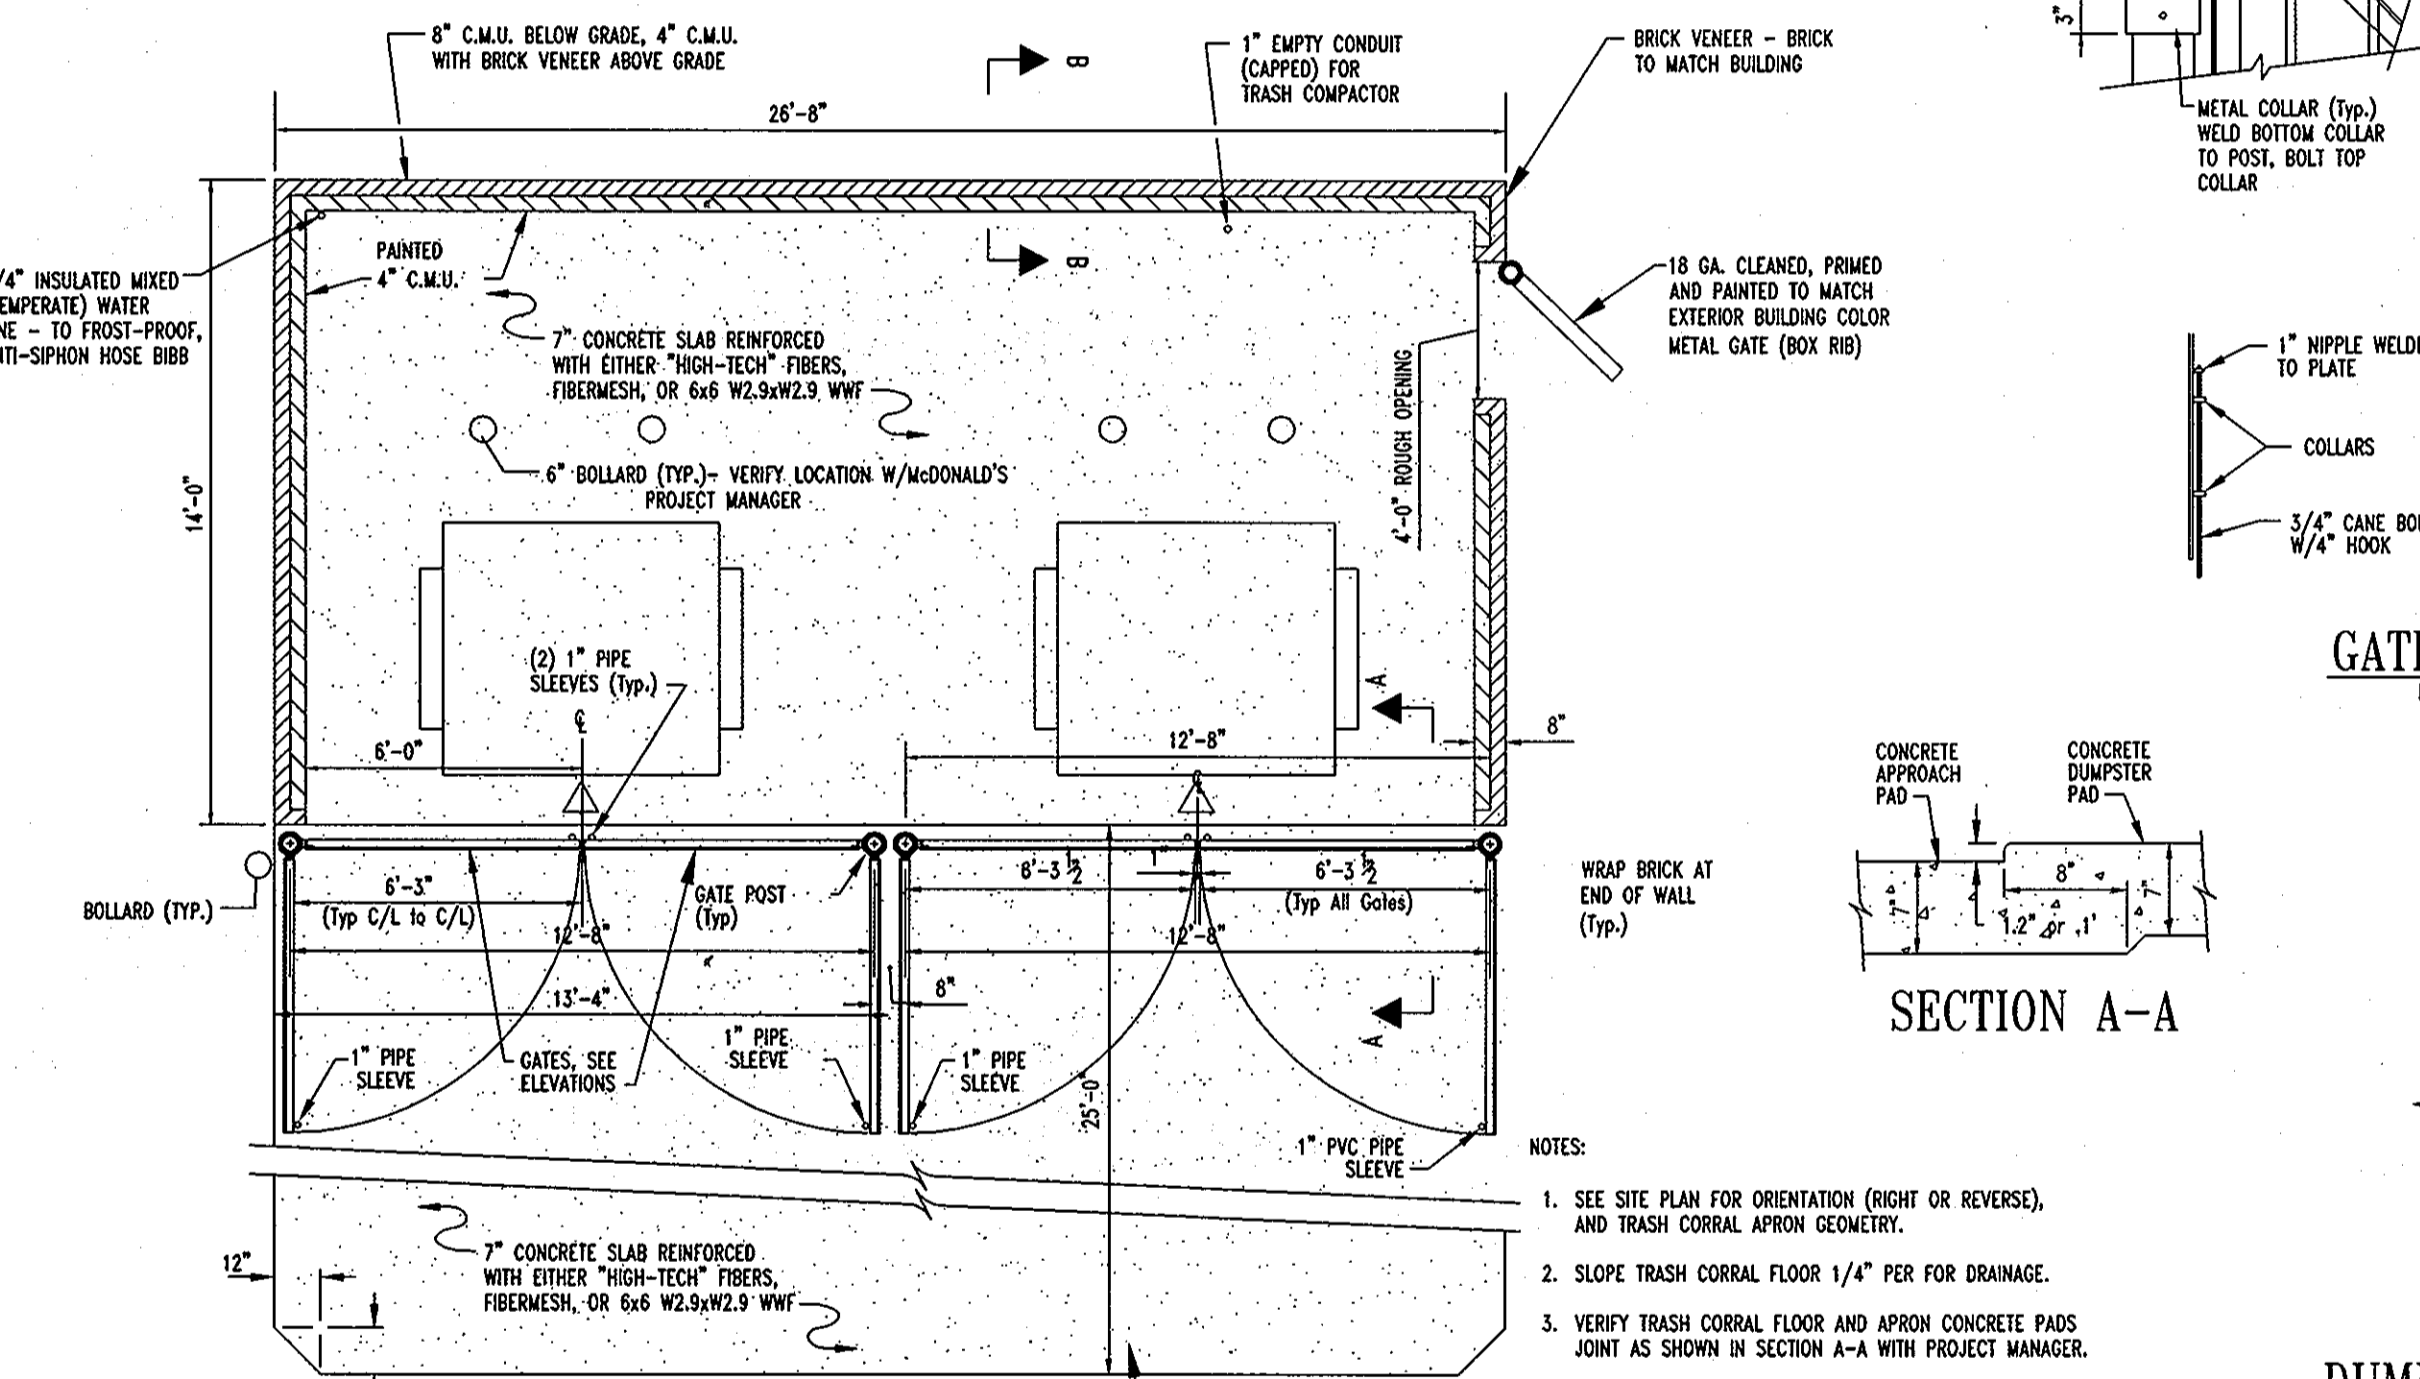 8" C.M.U. BELOW GRADE, 4" C.M.U.
WITH BRICK VENEER ABOVE GRADE
B
1" EMPTY CONDUIT
(CAPPED) FOR
TRASH COMPACTOR
BRICK VENEER - BRICK
TO MATCH BUILDING
3"
METAL COLLAR (Typ.)
WELD BOTTOM COLLAR
TO POST, BOLT TOP
COLLAR
26'-8"
PAINTED
4" C.M.U.
B
/4" INSULATED MIXED
EMPERATE) WATER
NE - TO FROST-PROOF,
TI-SIPHON HOSE BIBB
18 GA. CLEANED, PRIMED
AND PAINTED TO MATCH
EXTERIOR BUILDING COLOR
METAL GATE (BOX RIB)
7" CONCRETE SLAB REINFORCED
WITH EITHER "HIGH-TECH" FIBERS,
FIBERMESH, OR 6x6 W2.9xW2.9 WWF
4'-0" ROUGH OPENING
1" NIPPLE WELD
TO PLATE
COLLARS
3/4" CANE BO
W/4" HOOK
6" BOLLARD (TYP.)- VERIFY LOCATION W/McDONALD'S
PROJECT MANAGER
14'-0"
(2) 1" PIPE
SLEEVES (Typ.)
℄
A
GAT
6'-0"
12'-8"
8"
℄
CONCRETE
APPROACH
PAD
CONCRETE
DUMPSTER
PAD
8"
7"
7"
1.2" or .1'
SECTION A-A
BOLLARD (TYP.)
6'-3"
(Typ C/L to C/L)
GATE POST
(Typ)
6'-3 1/2
6'-3 1/2
(Typ All Gates)
WRAP BRICK AT
END OF WALL
(Typ.)
12'-8"
12'-8"
13'-4"
8"
A
1" PIPE
SLEEVE
GATES, SEE
ELEVATIONS
1" PIPE
SLEEVE
1" PIPE
SLEEVE
25'-0"
1" PVC PIPE
SLEEVE
NOTES:
1. SEE SITE PLAN FOR ORIENTATION (RIGHT OR REVERSE),
AND TRASH CORRAL APRON GEOMETRY.
2. SLOPE TRASH CORRAL FLOOR 1/4" PER FOR DRAINAGE.
3. VERIFY TRASH CORRAL FLOOR AND APRON CONCRETE PADS
JOINT AS SHOWN IN SECTION A-A WITH PROJECT MANAGER.
12"
7" CONCRETE SLAB REINFORCED
WITH EITHER "HIGH-TECH" FIBERS,
FIBERMESH, OR 6x6 W2.9xW2.9 WWF
DUM